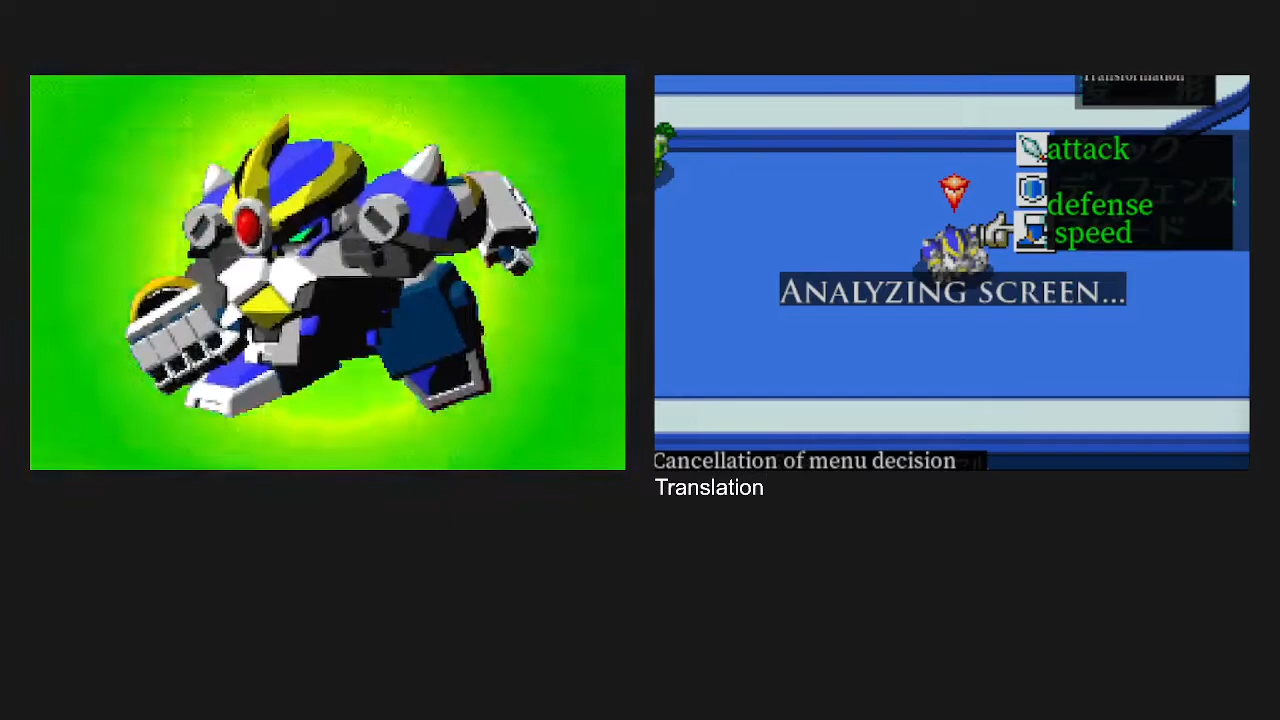 Transformation
attack
defense
speed
ANALYZING SCREEN...
Cancellation of menu decision
Translation